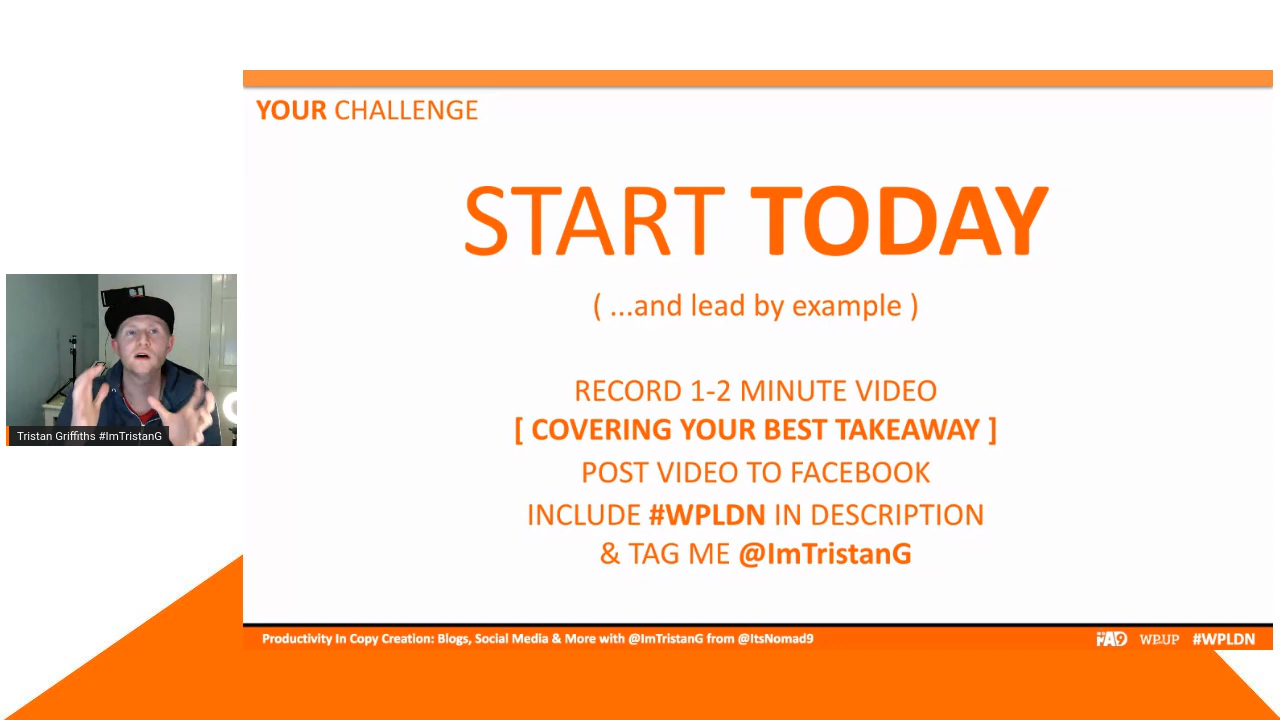 YOUR CHALLENGE
START TODAY
( ...and lead by example )
RECORD 1-2 MINUTE VIDEO
[ COVERING YOUR BEST TAKEAWAY ]
POST VIDEO TO FACEBOOK
INCLUDE #WPLDN IN DESCRIPTION
& TAG ME @ImTristanG
Tristan Griffiths #ImTristanG
Productivity In Copy Creation: Blogs, Social Media & More with @ImTristanG from @ItsNomad9
#WPLDN